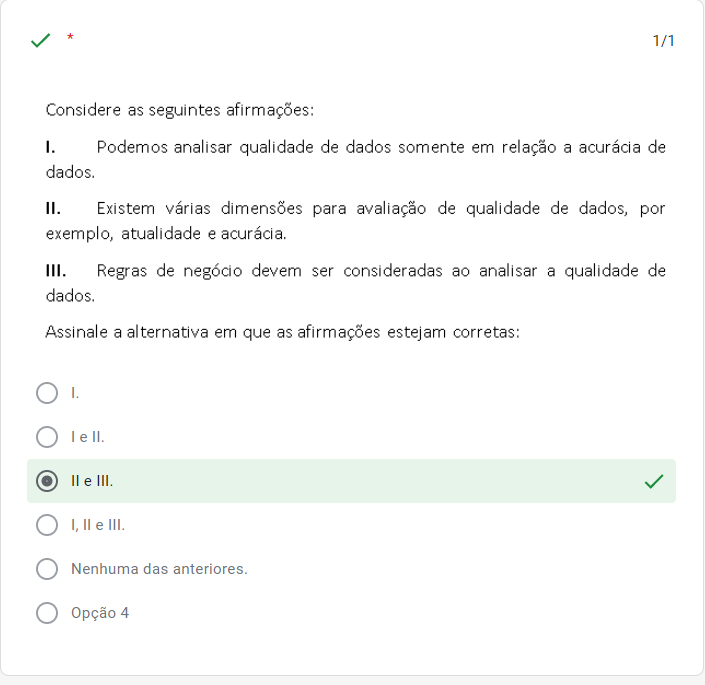 *
1/1
Considere as seguintes afirmações:
I. Podemos analisar qualidade de dados somente em relação a acurácia de
dados.
II. Existem várias dimensões para avaliação de qualidade de dados, por
exemplo, atualidade e acurácia.
III. Regras de negócio devem ser consideradas ao analisar a qualidade de
dados.
Assinale a alternativa em que as afirmações estejam corretas:
I.
I e II.
II e III.
I, II e III.
Nenhuma das anteriores.
Opção 4